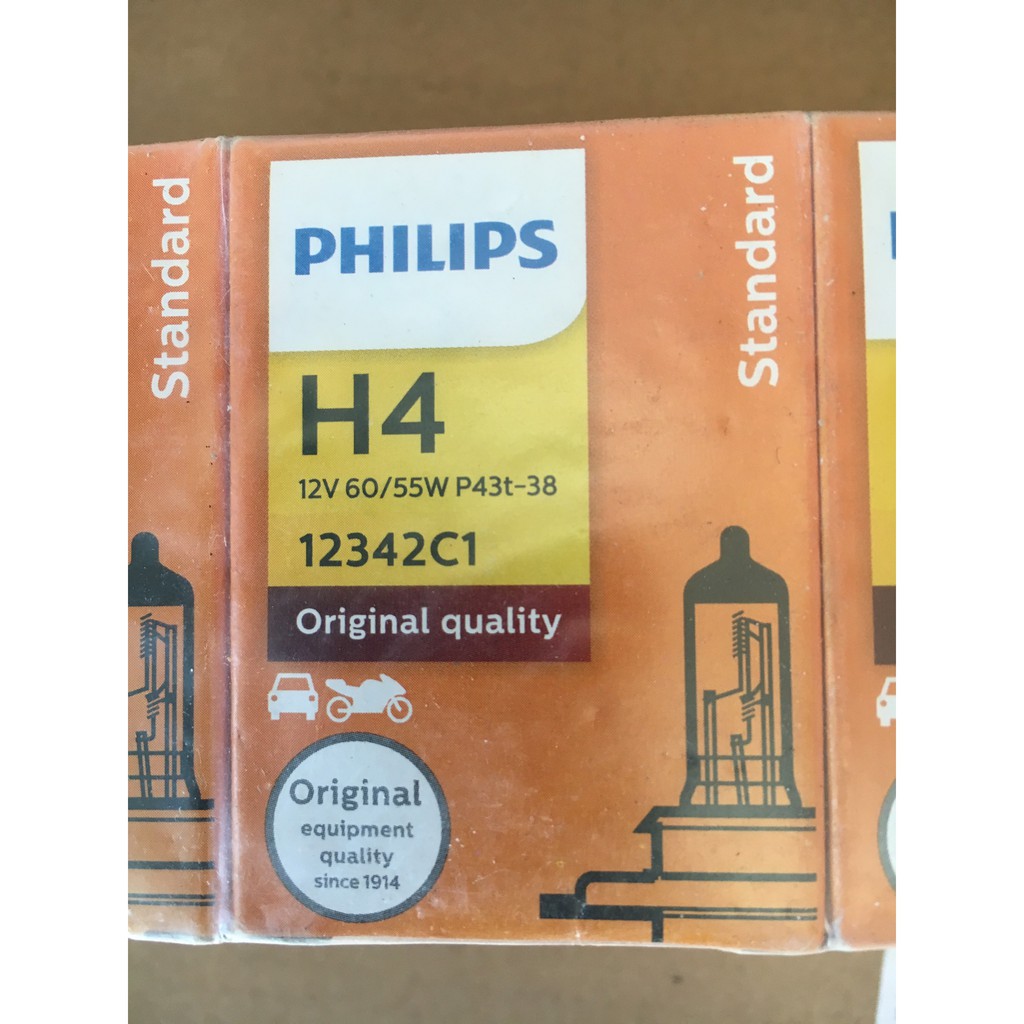 Standard
PHILIPS
H4
12V 60/55W P43t-38
12342C1
Original quality
Original
equipment
quality
since 1914
Standard